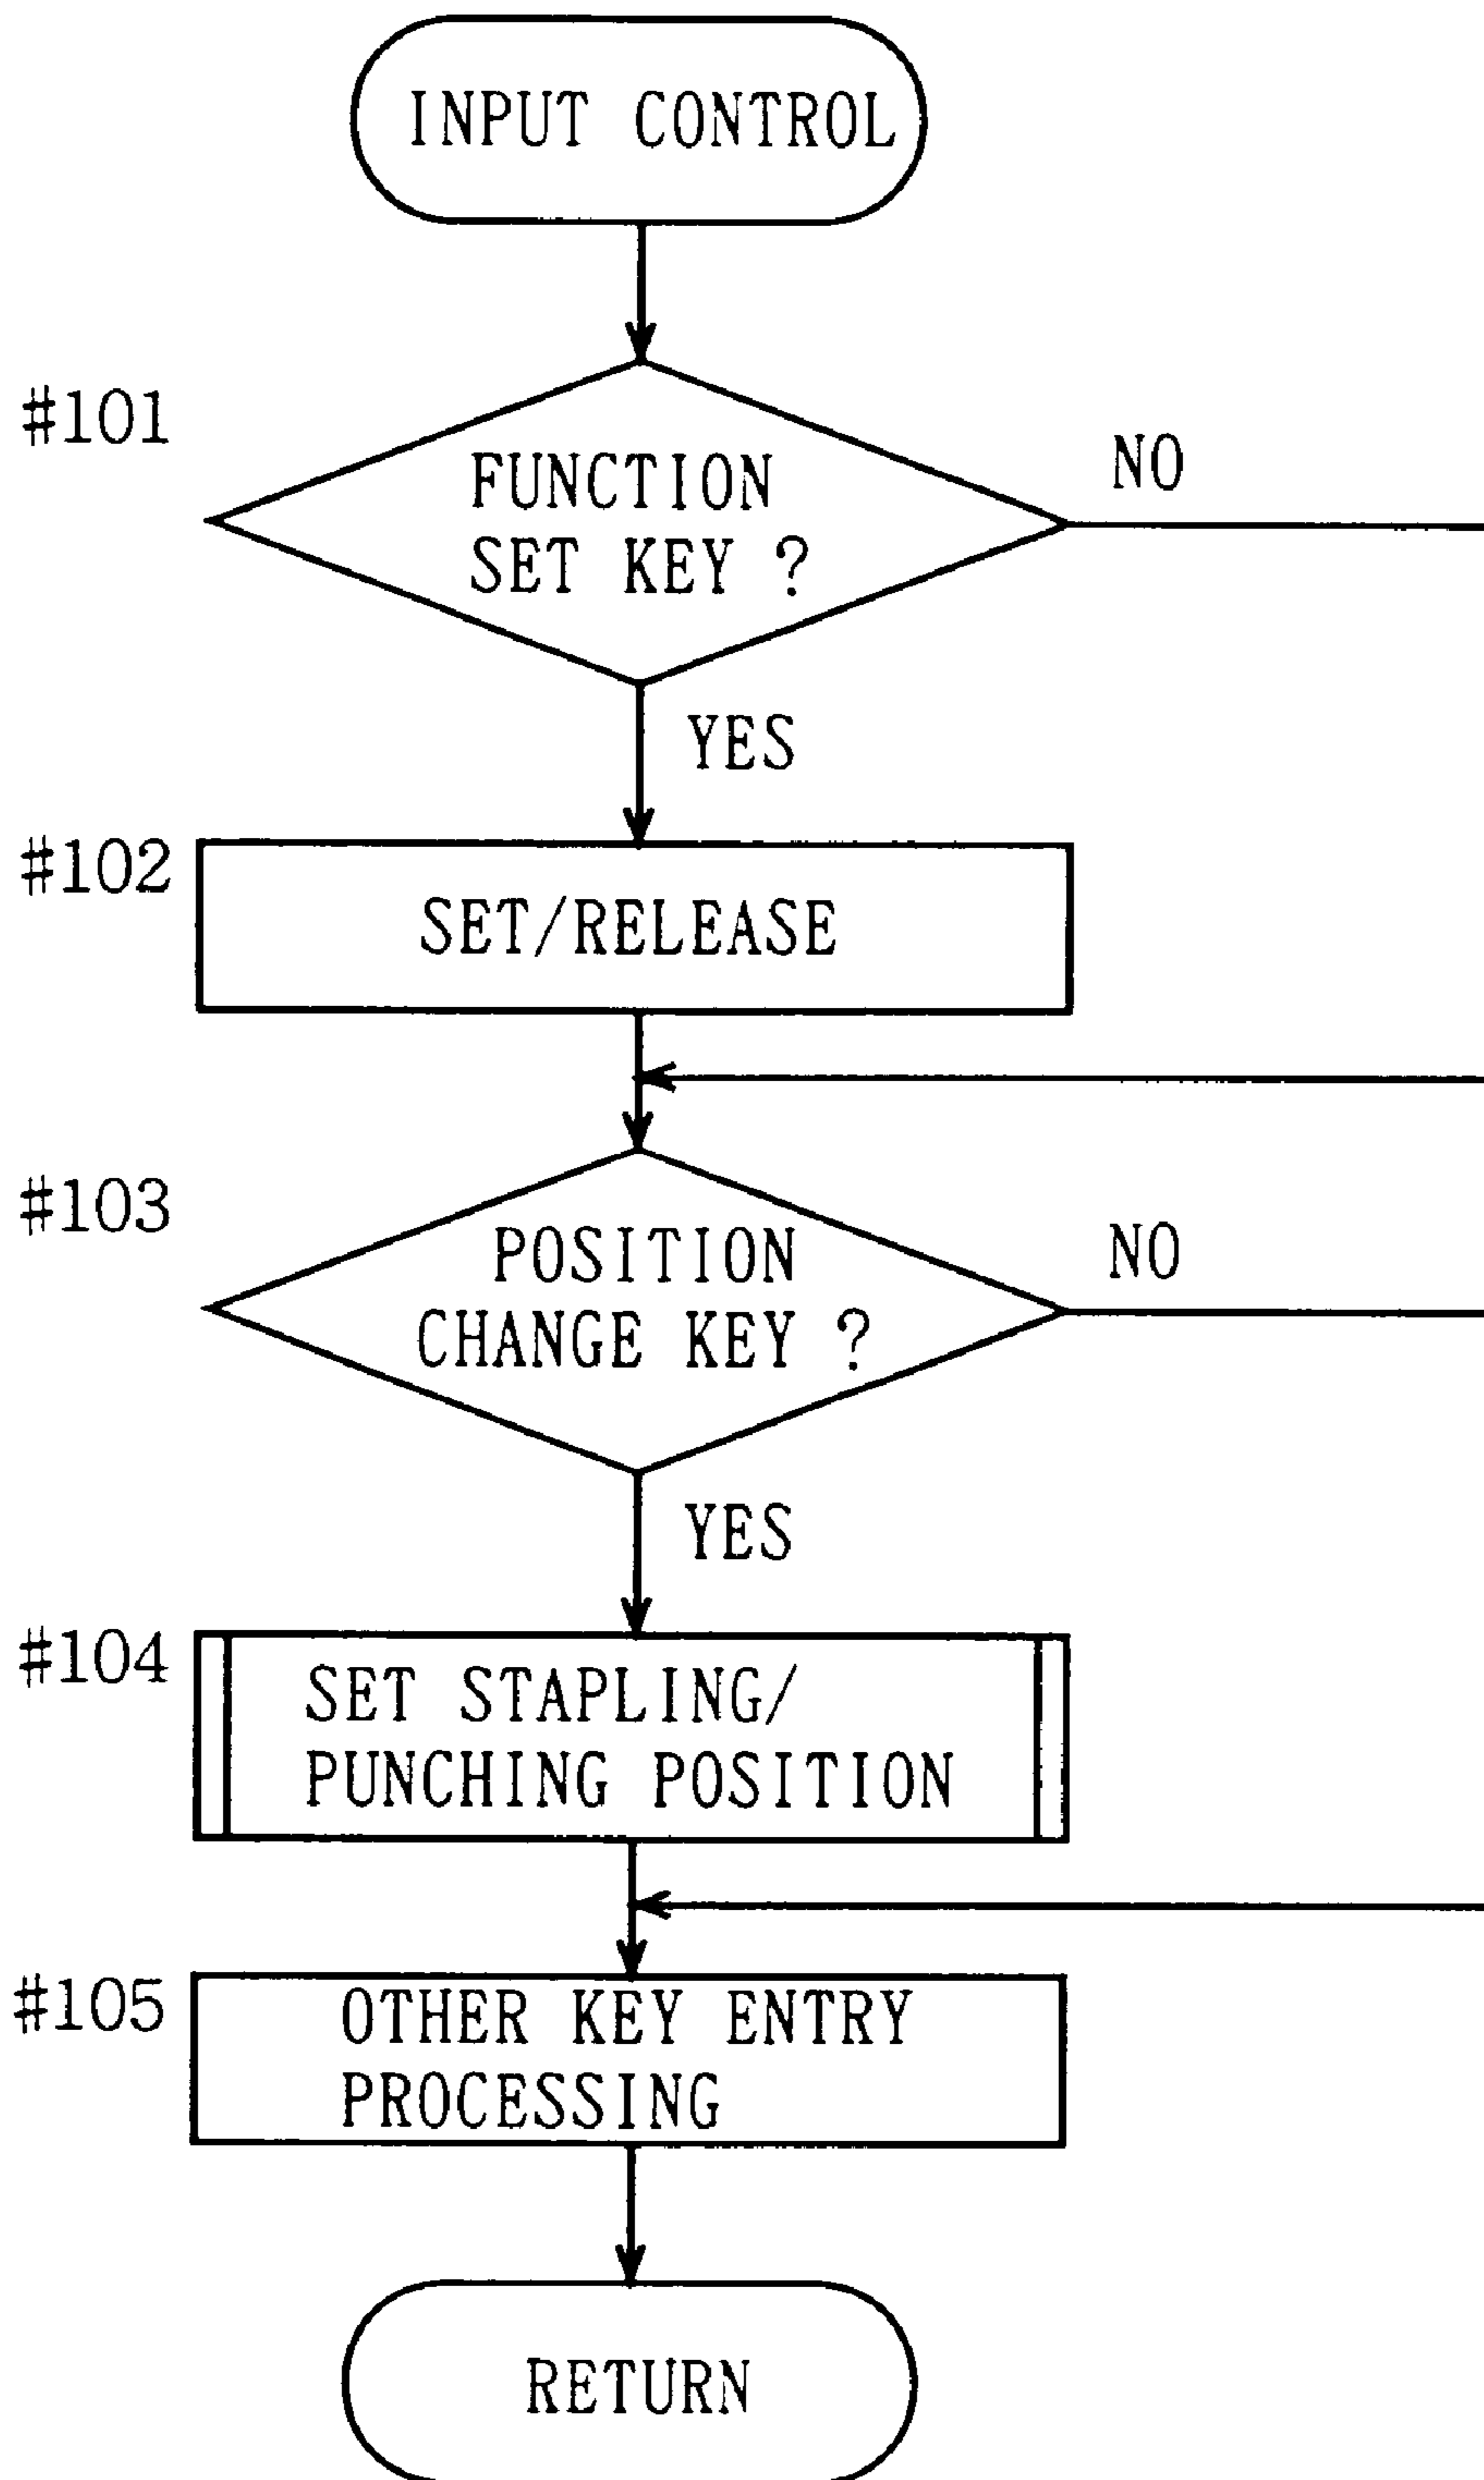 INPUT CONTROL
#101
FUNCTION
SET KEY ?
NO
YES
#102
SET/RELEASE
#103
POSITION
CHANGE KEY ?
NO
YES
#104
SET STAPLING/
PUNCHING POSITION
#105
OTHER KEY ENTRY
PROCESSING
RETURN